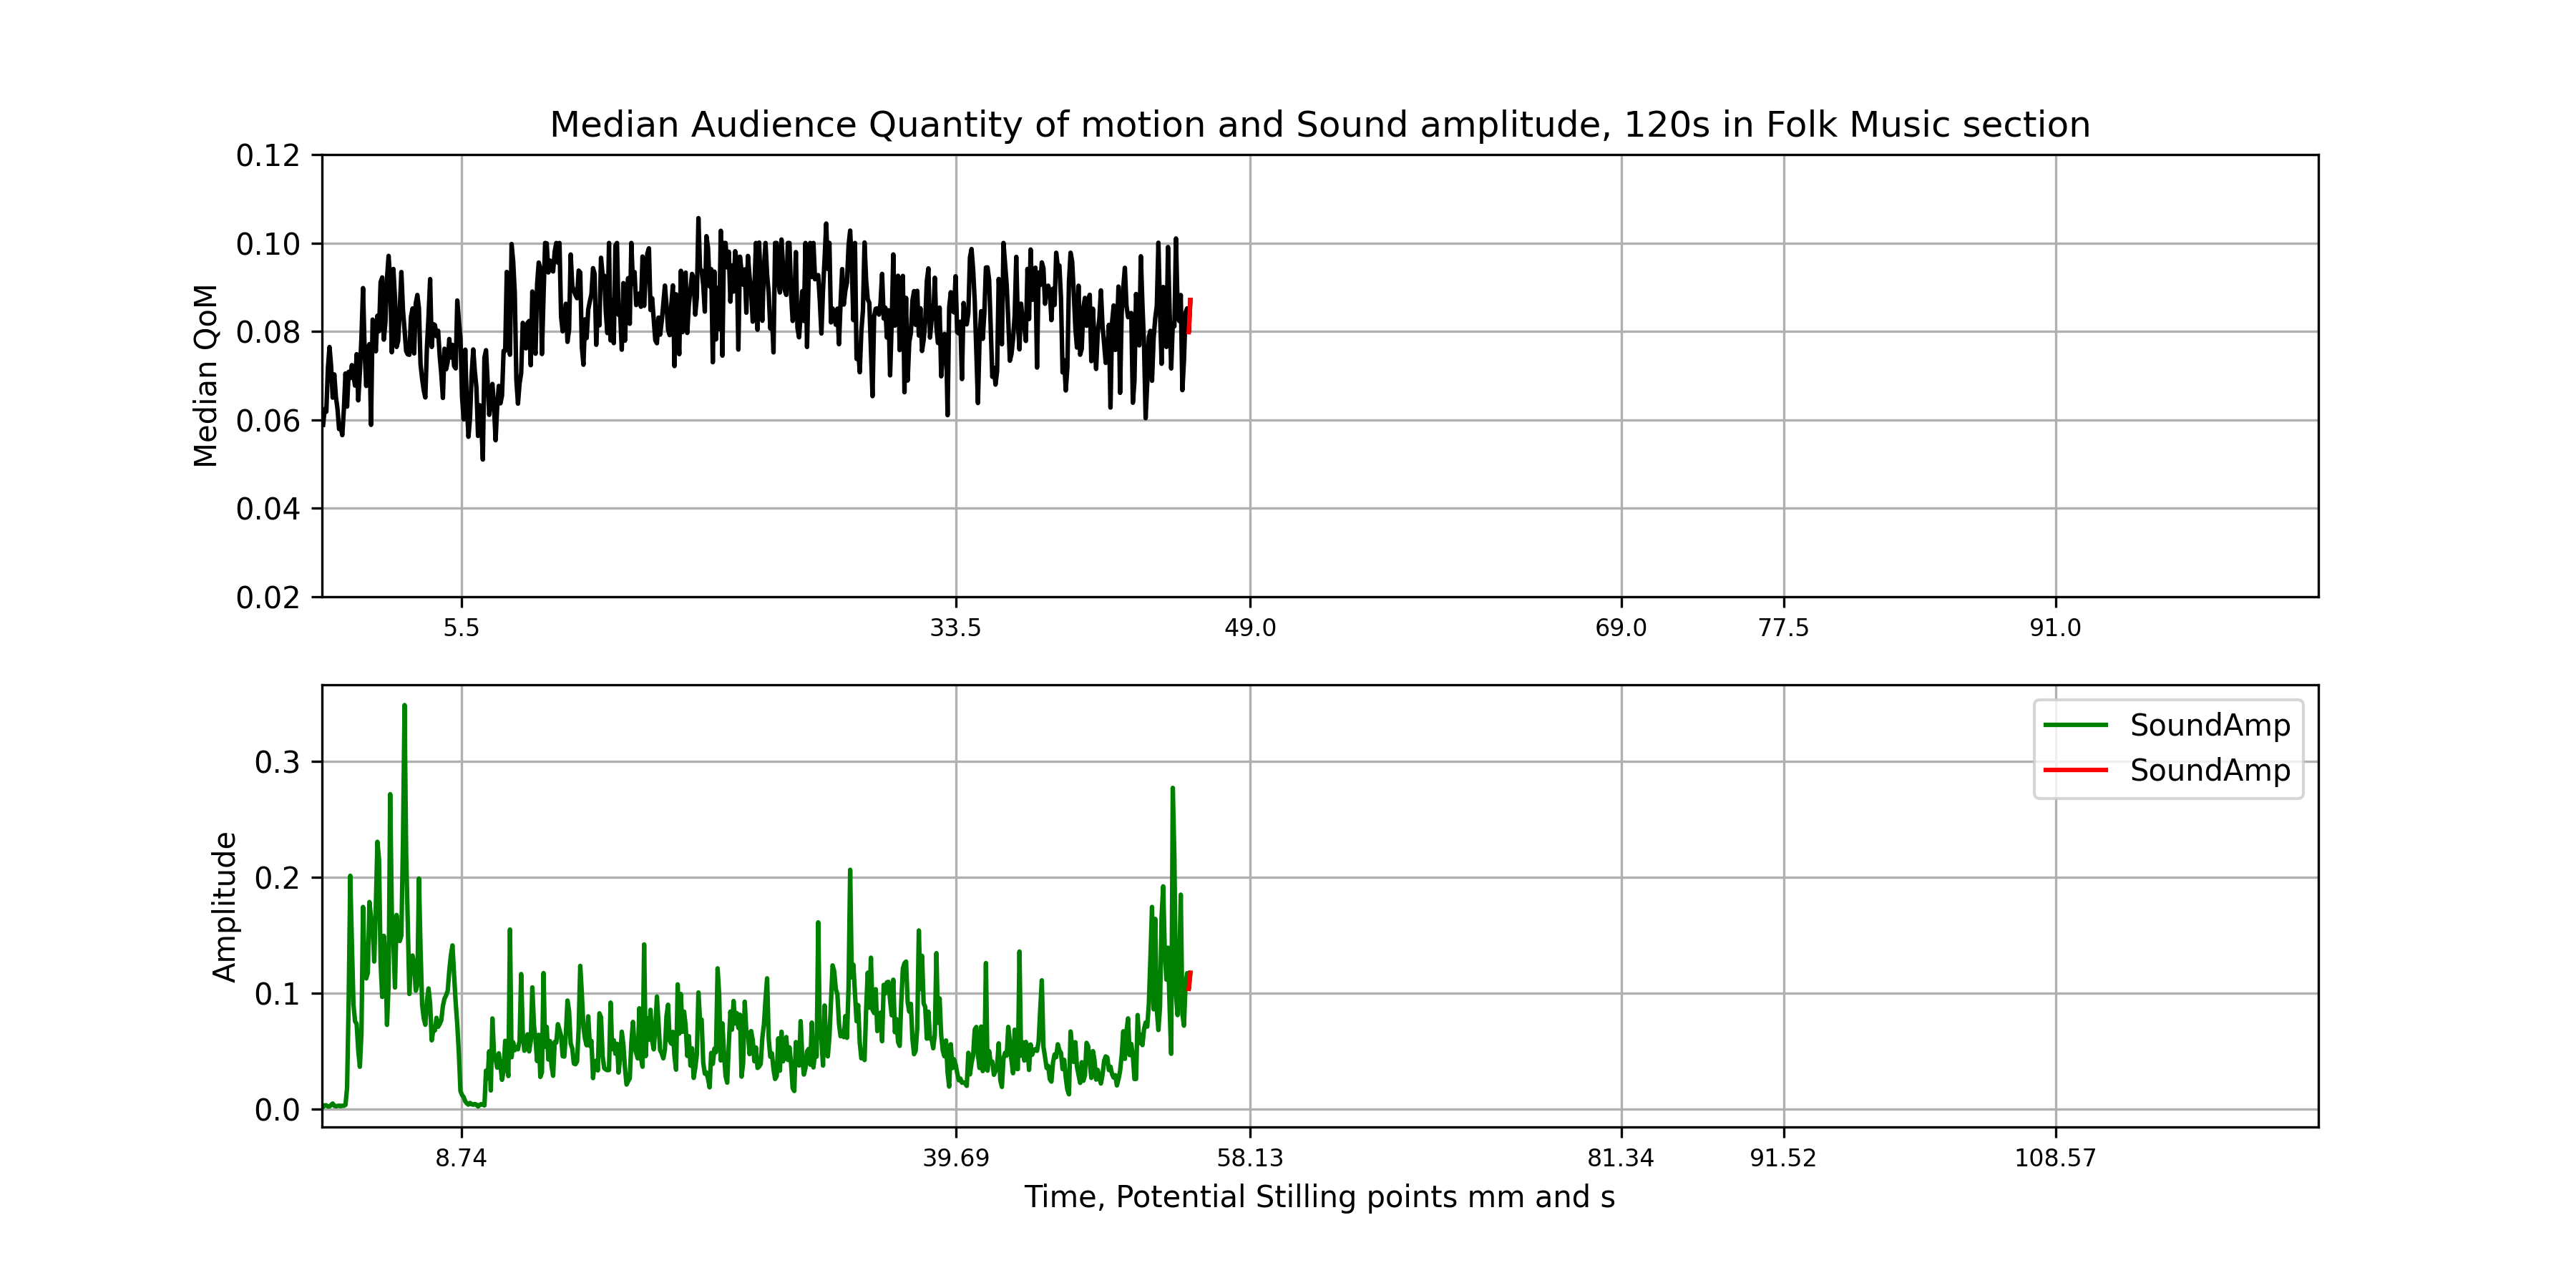 Median Audience Quantity of motion and Sound amplitude, 120s in Folk Music section
0.12
0.10
0.08
0.06
0.04
0.02
Median QoM
5.5 33.5 49.0 69.0 77.5 91.0
SoundAmp
SoundAmp
0.3
0.2
0.1
0.0
Amplitude
8.74 39.69 58.13 81.34 91.52 108.57
Time, Potential Stilling points mm and s